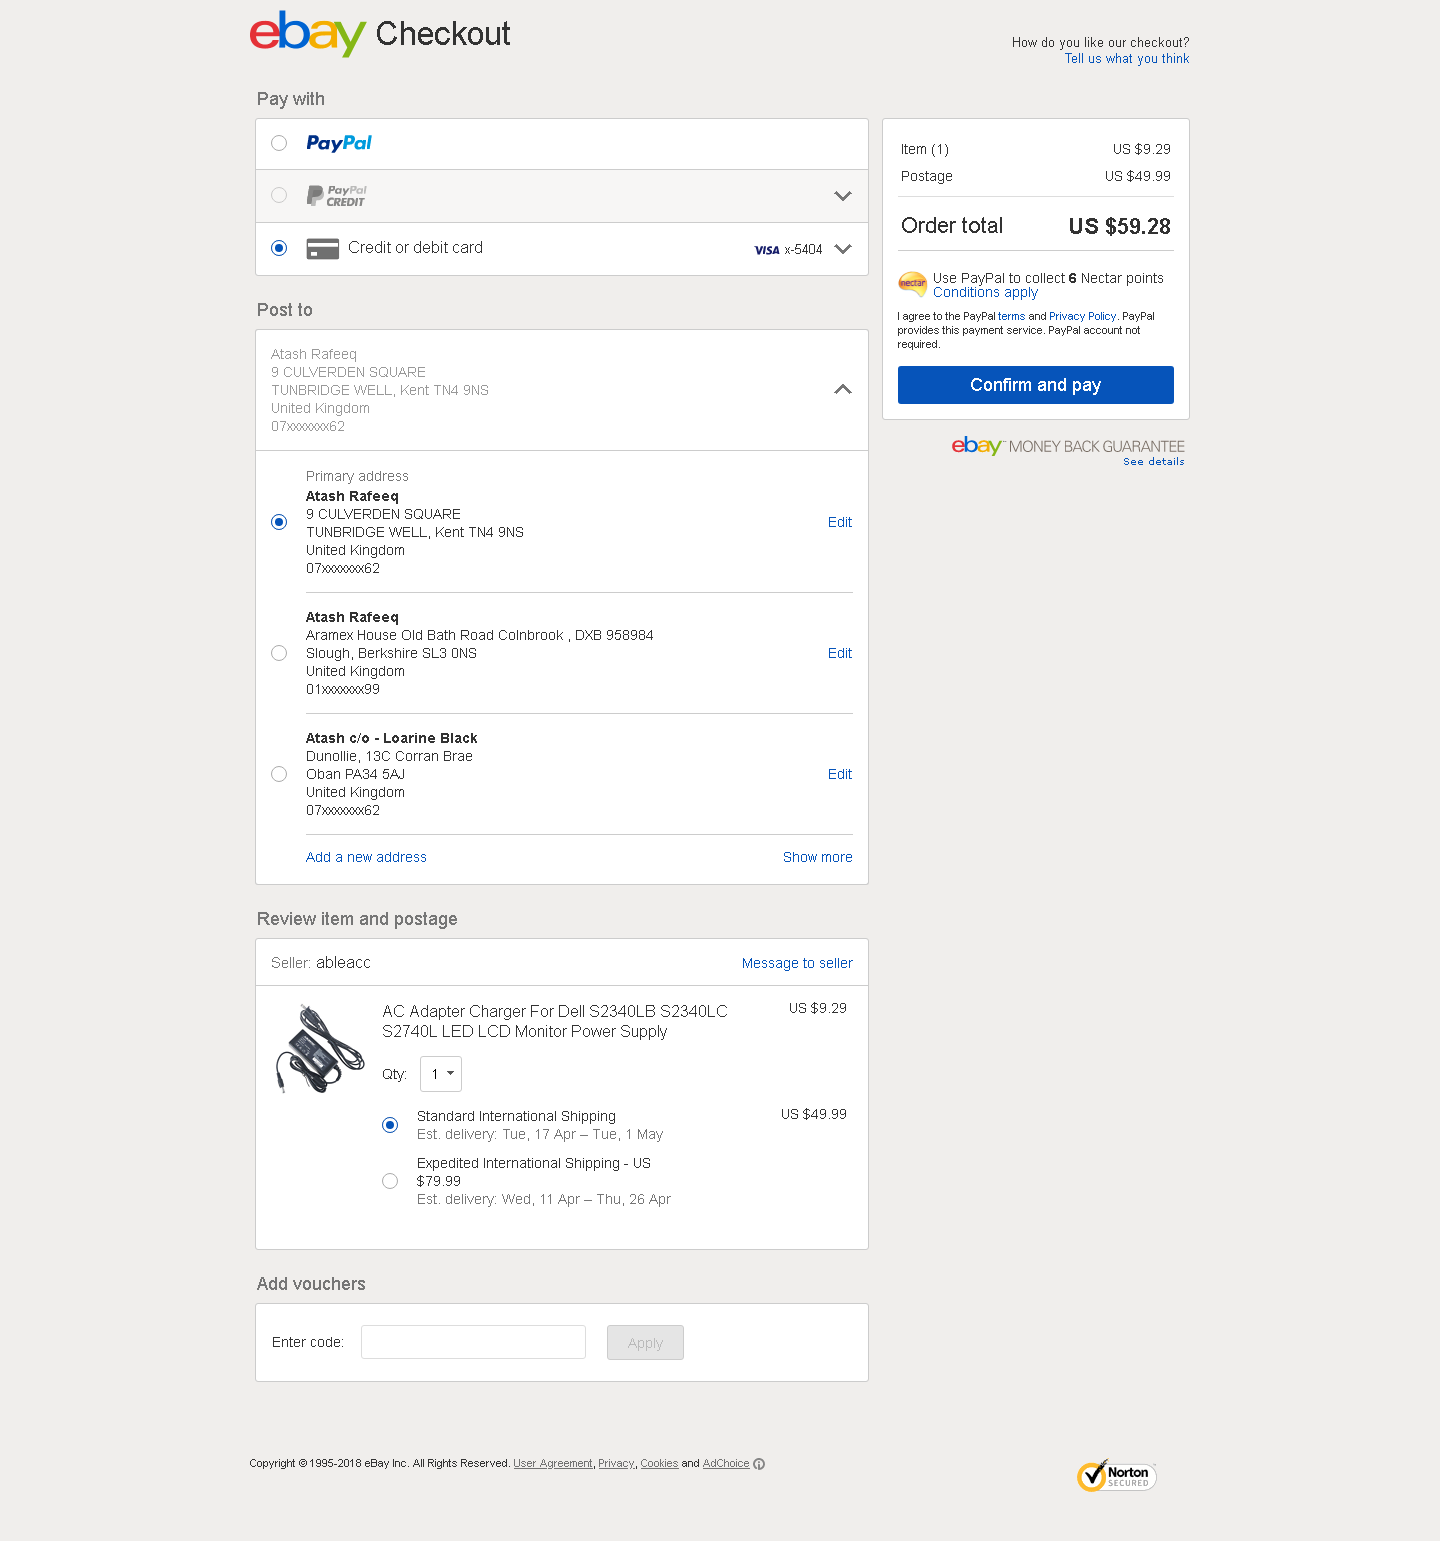 ebay Checkout
How do you like our checkout?
Tell us what you think
Pay with
PayPal
PayPal
CREDIT
Credit or debit card
VISA x-5404
Item (1) US $9.29
Postage US $49.99
Order total US $59.28
nectar
Use PayPal to collect 6 Nectar points
Conditions apply
I agree to the PayPal terms and Privacy Policy. PayPal
provides this payment service. PayPal account not
required.
Confirm and pay
ebay™ MONEY BACK GUARANTEE
See details
Post to
Atash Rafeeq
9 CULVERDEN SQUARE
TUNBRIDGE WELL, Kent TN4 9NS
United Kingdom
07xxxxxxx62
Primary address
Atash Rafeeq
9 CULVERDEN SQUARE
Edit
TUNBRIDGE WELL, Kent TN4 9NS
United Kingdom
07xxxxxxx62
Atash Rafeeq
Aramex House Old Bath Road Colnbrook , DXB 958984
Slough, Berkshire SL3 0NS Edit
United Kingdom
01xxxxxxx99
Atash c/o - Loarine Black
Dunollie, 13C Corran Brae
Oban PA34 5AJ Edit
United Kingdom
07xxxxxxx62
Add a new address Show more
Review item and postage
Seller: ableacc Message to seller
AC Adapter Charger For Dell S2340LB S2340LC US $9.29
S2740L LED LCD Monitor Power Supply
Qty: 1
Standard International Shipping US $49.99
Est. delivery: Tue, 17 Apr – Tue, 1 May
Expedited International Shipping - US
$79.99
Est. delivery: Wed, 11 Apr – Thu, 26 Apr
Add vouchers
Enter code: Apply
Copyright © 1995-2018 eBay Inc. All Rights Reserved. User Agreement, Privacy, Cookies and AdChoice
Norton
SECURED